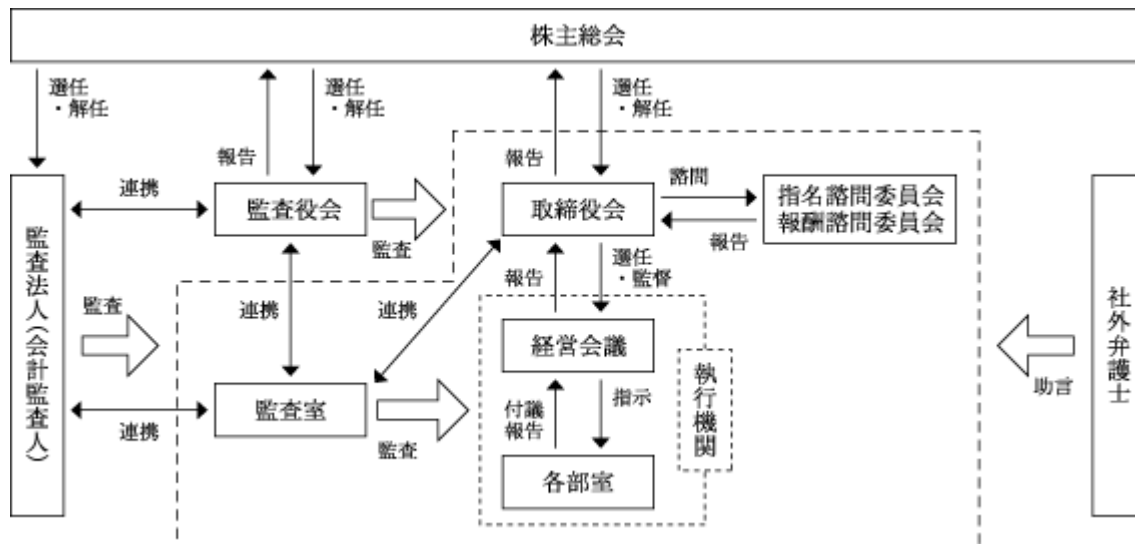 株主総会
選任
・解任
報告
選任
・解任
報告
選任
・解任
連携
監査役会
監査
取締役会
諮問
報告
指名諮問委員会
報酬諮問委員会
監査法人(会計監査人)
監査
連携
連携
報告
選任
・監督
経営会議
執行機関
社外弁護士
助言
連携
監査室
監査
付議
報告
指示
各部室